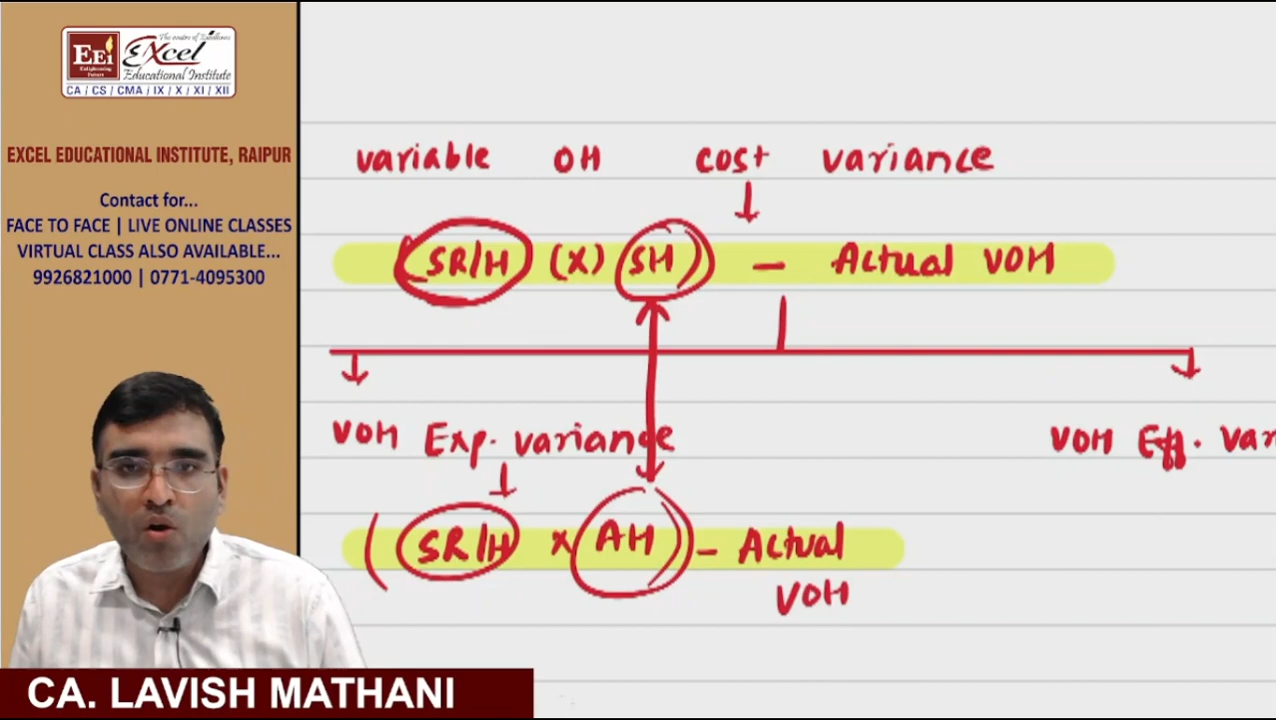 The centre of Excellence
EEi
Enlightening Future
Excel
Educational Institute
CA / CS / CMA / IX / X / XI / XII
EXCEL EDUCATIONAL INSTITUTE, RAIPUR
Contact for...
FACE TO FACE | LIVE ONLINE CLASSES
VIRTUAL CLASS ALSO AVAILABLE...
9926821000 | 0771-4095300
variable OH cost variance
(SR/H (X) SH) - Actual VOH
VOH Exp. variance
VOH Eff. var
(SR/H x AH) - Actual
VOH
CA. LAVISH MATHANI